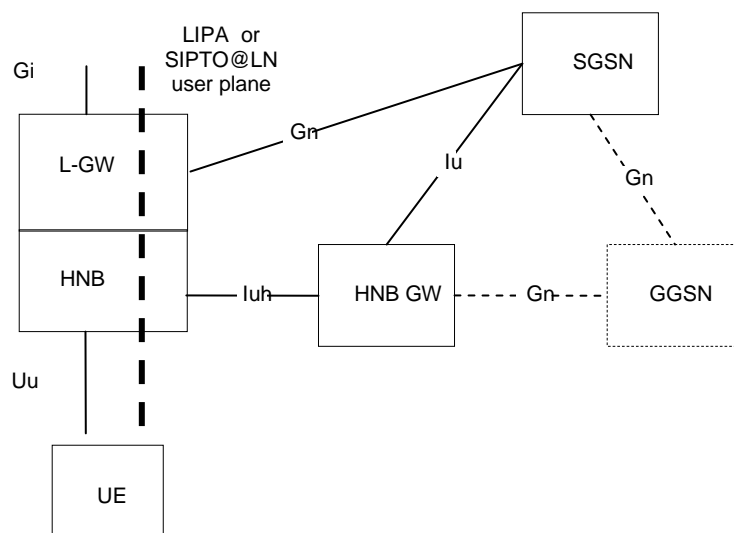 LIPA or
SIPTO@LN
user plane
Gi
SGSN
Gn
L-GW
Iu
Gn
HNB
Iuh
HNB GW
Gn
GGSN
Uu
UE